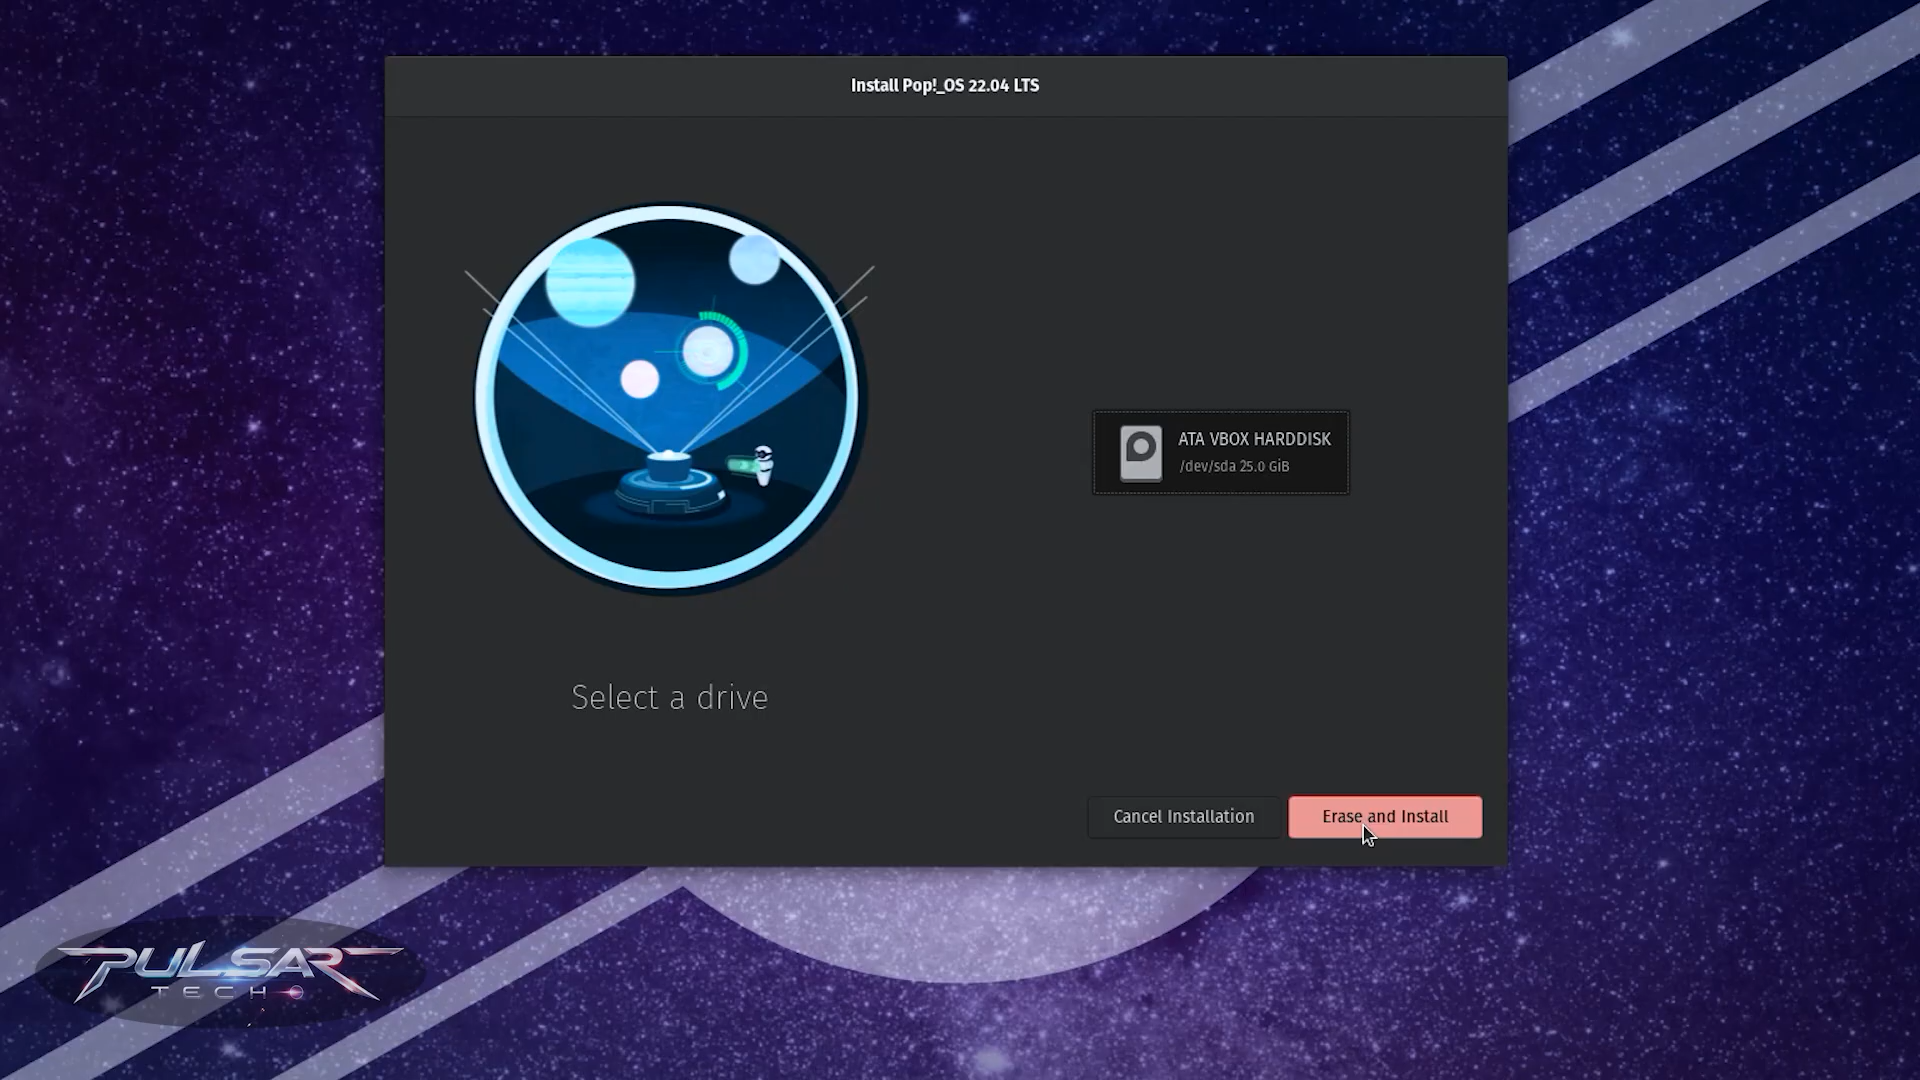 Install Pop!_OS 22.04 LTS
ATA VBOX HARDDISK
/dev/sda 25.0 GiB
Select a drive
Cancel Installation
Erase and Install
PULSAR
TECH